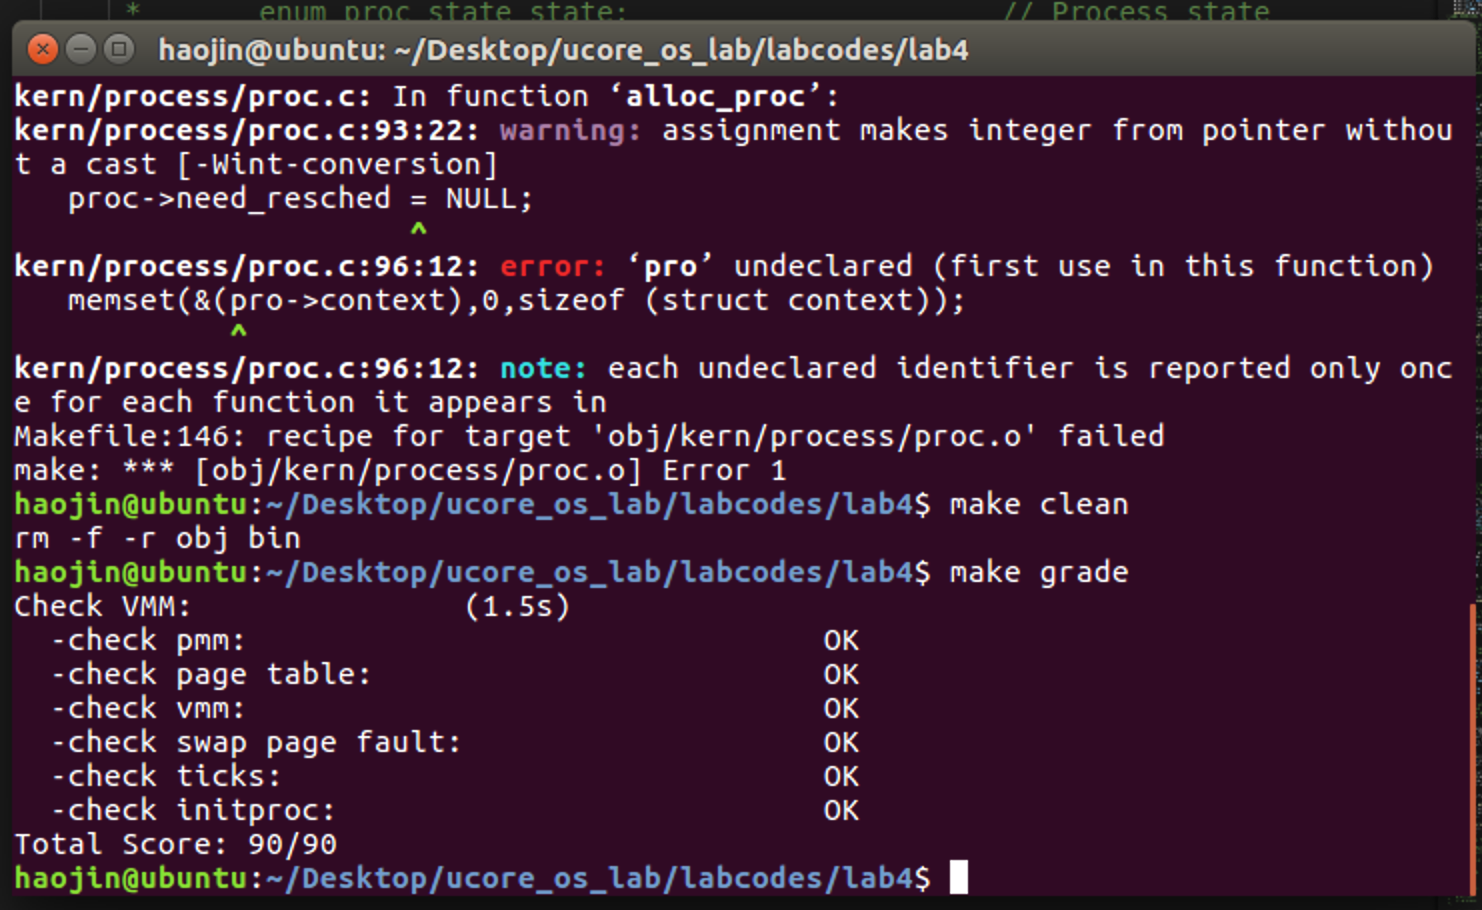 * enum proc_state state; // Process state
haojin@ubuntu: ~/Desktop/ucore_os_lab/labcodes/lab4
kern/process/proc.c: In function ‘alloc_proc’:
kern/process/proc.c:93:22: warning: assignment makes integer from pointer withou
t a cast [-Wint-conversion]
proc->need_resched = NULL;
^
kern/process/proc.c:96:12: error: ‘pro’ undeclared (first use in this function)
memset(&(pro->context),0,sizeof (struct context));
^
kern/process/proc.c:96:12: note: each undeclared identifier is reported only onc
e for each function it appears in
Makefile:146: recipe for target 'obj/kern/process/proc.o' failed
make: *** [obj/kern/process/proc.o] Error 1
haojin@ubuntu:~/Desktop/ucore_os_lab/labcodes/lab4$ make clean
rm -f -r obj bin
haojin@ubuntu:~/Desktop/ucore_os_lab/labcodes/lab4$ make grade
Check VMM: (1.5s)
-check pmm: OK
-check page table: OK
-check vmm: OK
-check swap page fault: OK
-check ticks: OK
-check initproc: OK
Total Score: 90/90
haojin@ubuntu:~/Desktop/ucore_os_lab/labcodes/lab4$